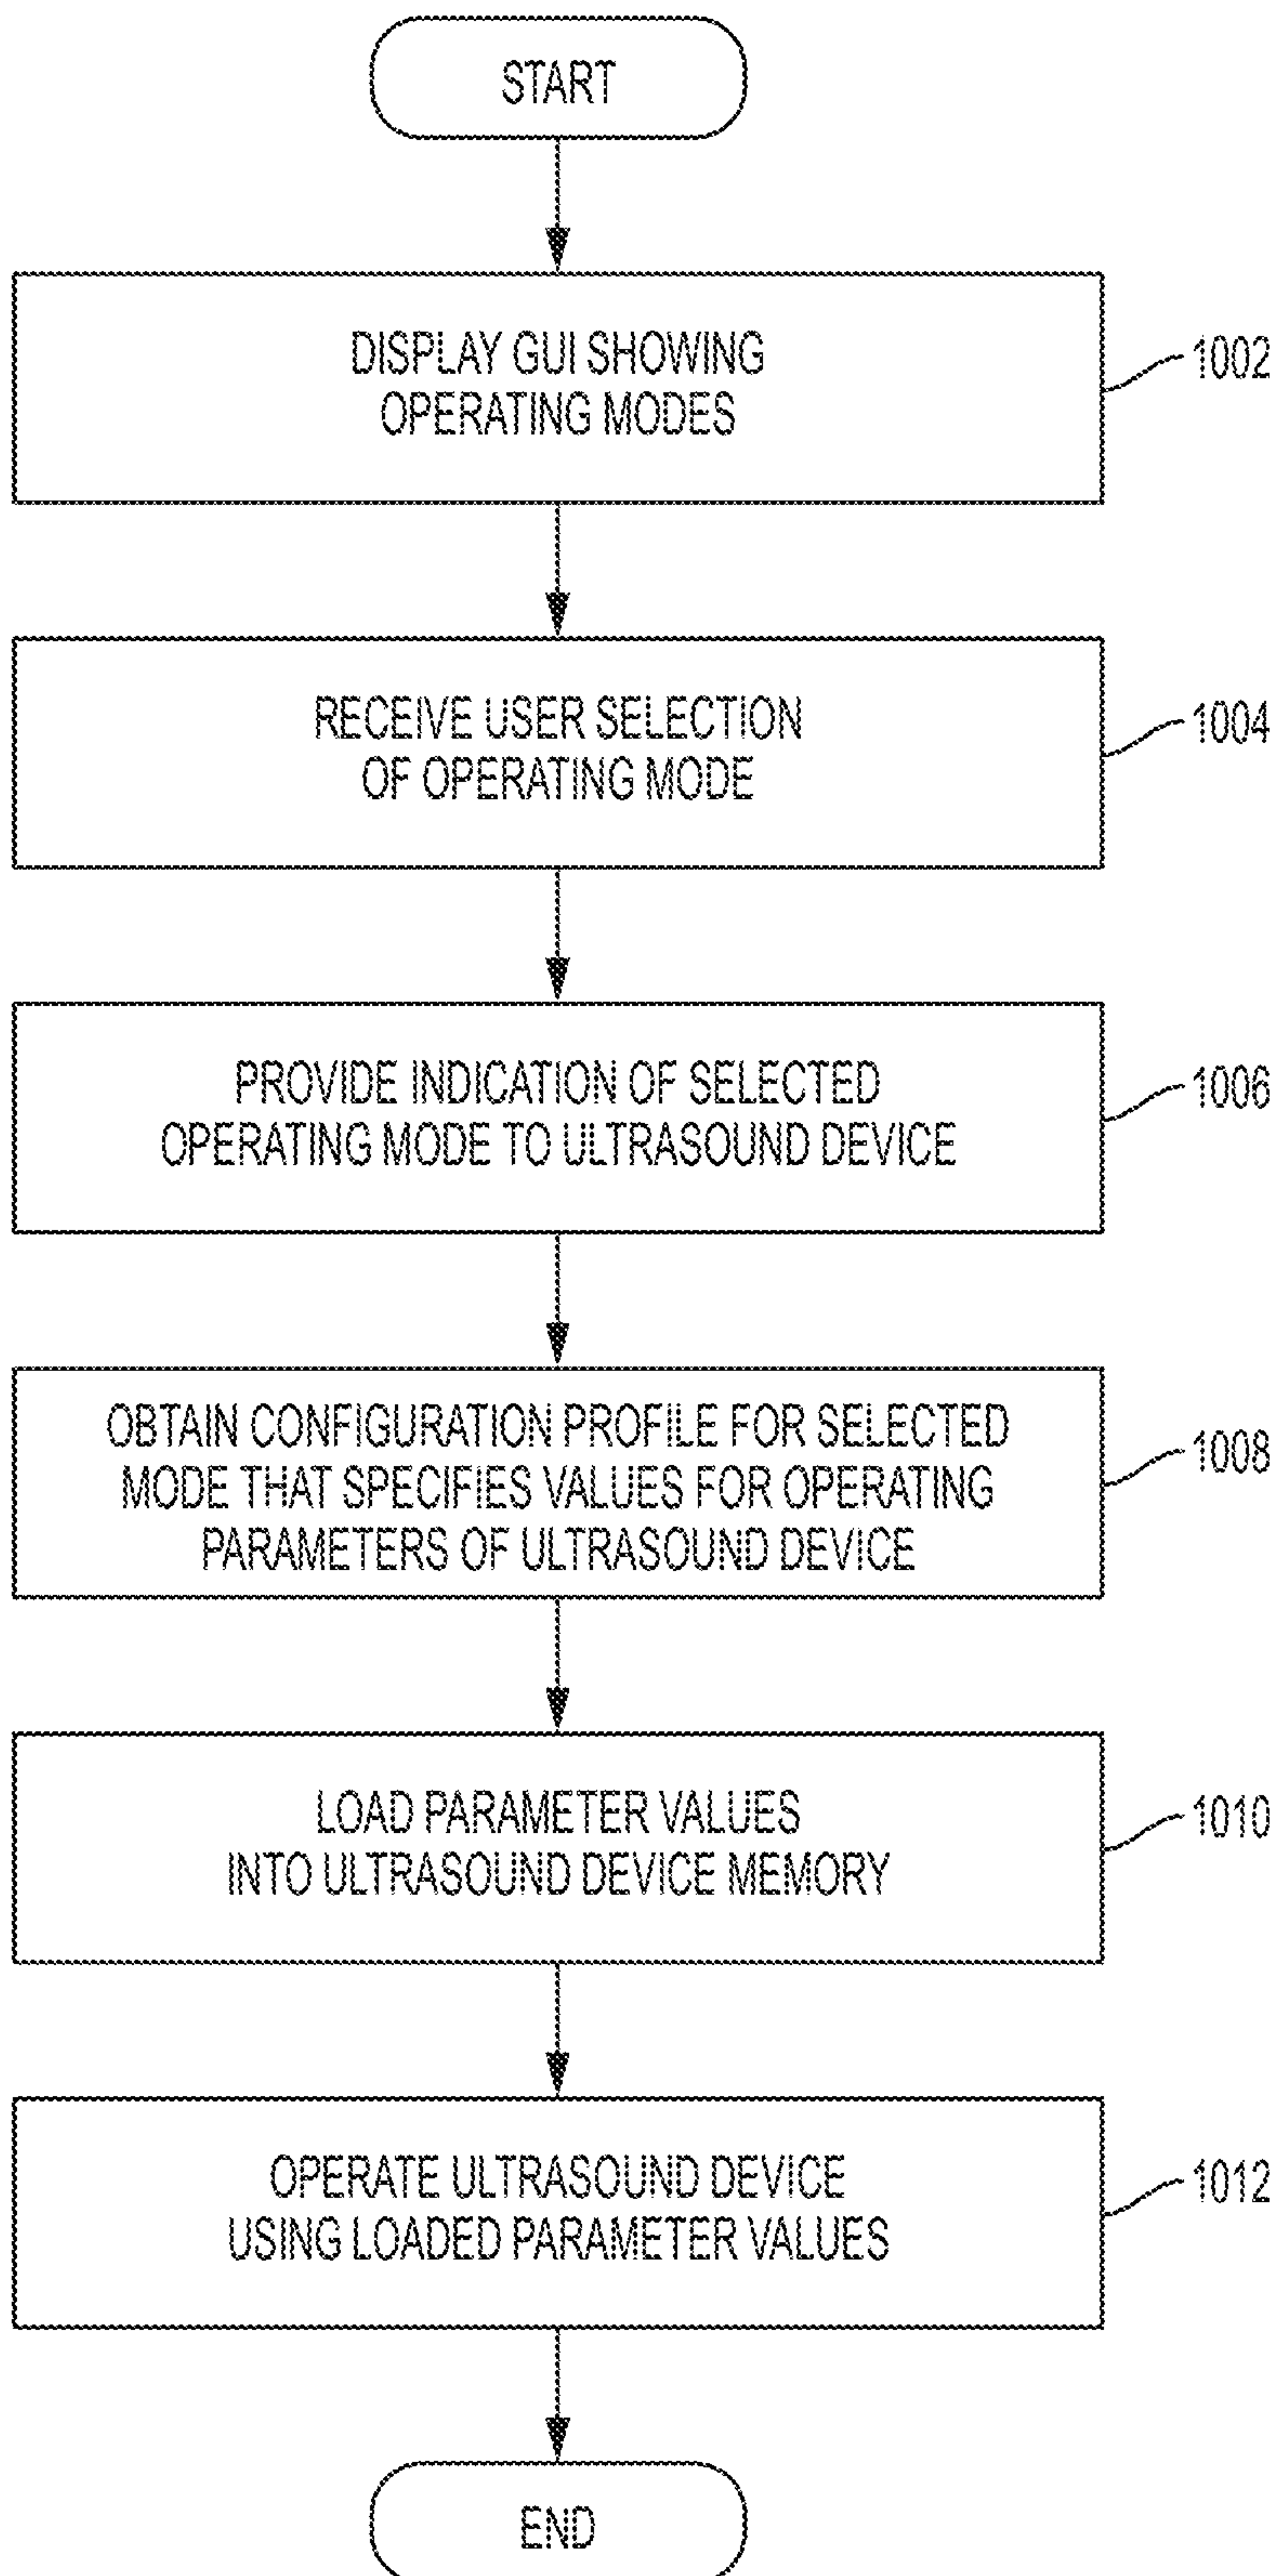 START
DISPLAY GUI SHOWING
OPERATING MODES
1002
RECEIVE USER SELECTION
OF OPERATING MODE
1004
PROVIDE INDICATION OF SELECTED
OPERATING MODE TO ULTRASOUND DEVICE
1006
OBTAIN CONFIGURATION PROFILE FOR SELECTED
MODE THAT SPECIFIES VALUES FOR OPERATING
PARAMETERS OF ULTRASOUND DEVICE
1008
LOAD PARAMETER VALUES
INTO ULTRASOUND DEVICE MEMORY
1010
OPERATE ULTRASOUND DEVICE
USING LOADED PARAMETER VALUES
1012
END